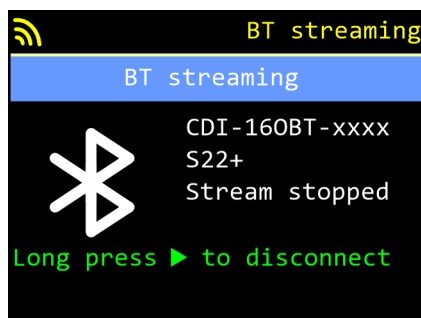 BT streaming
BT streaming
CDI-16OBT-xxxx
S22+
Stream stopped
Long press ▶ to disconnect